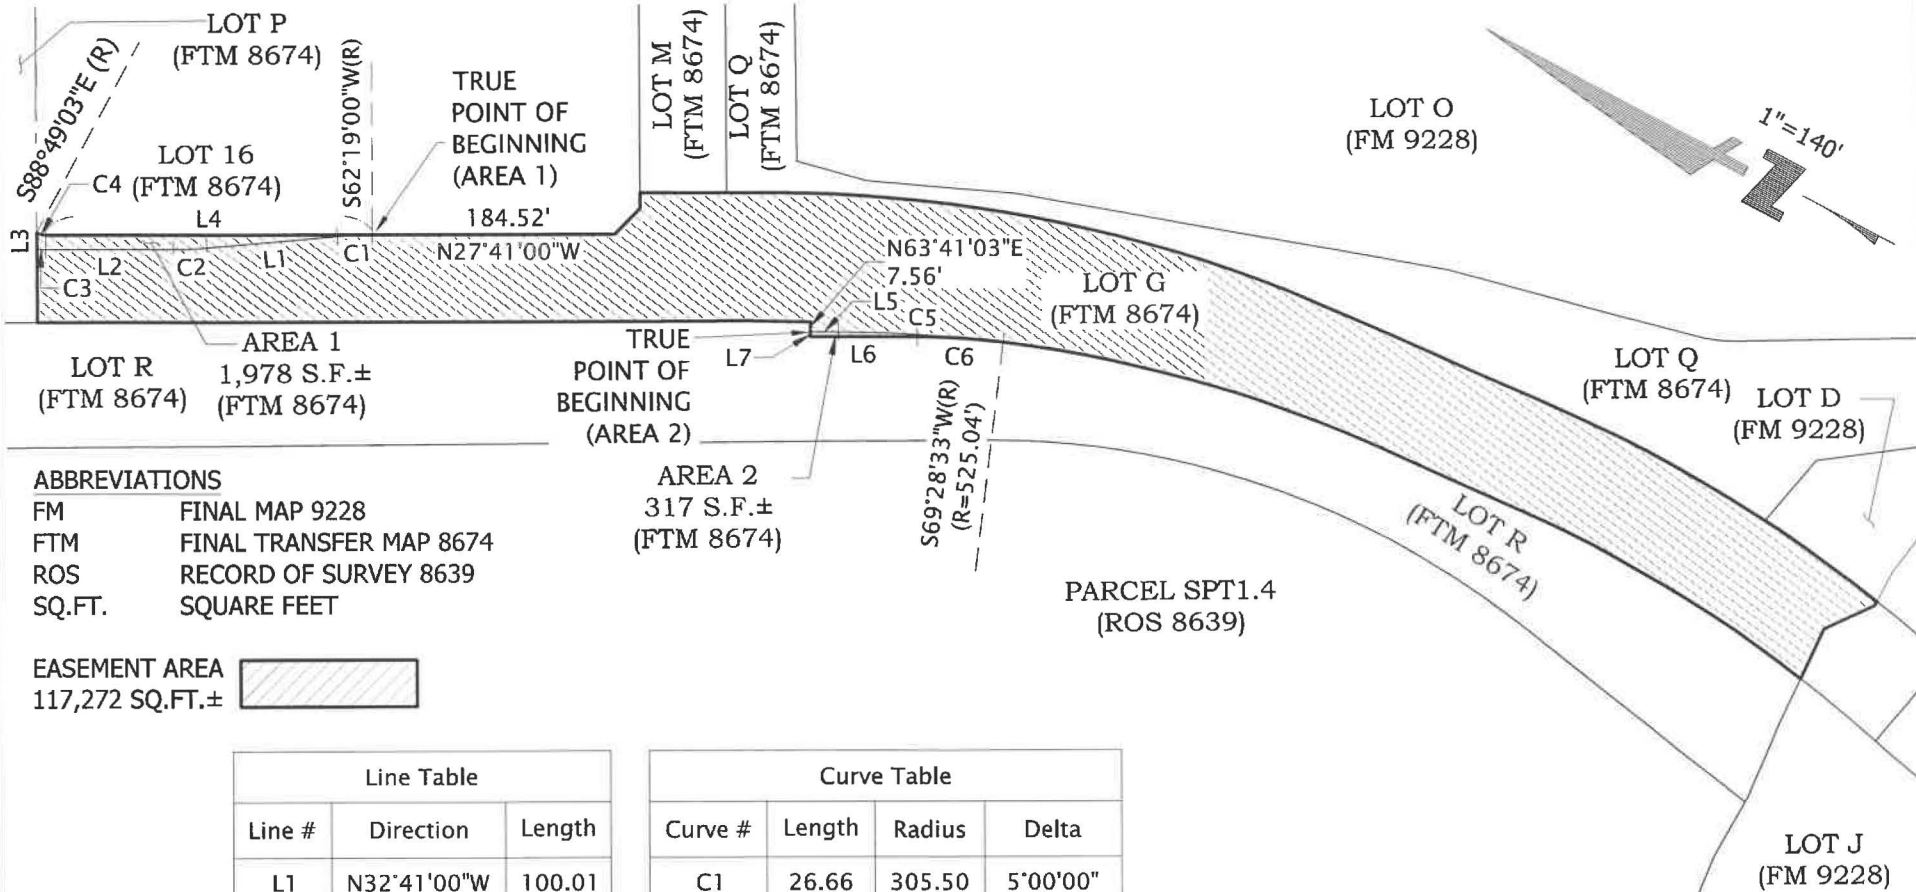 LOT P
(FTM 8674)
S88°49'03"E (R)
LOT 16
(FTM 8674)
C4
L4
S62°19'00"W(R)
TRUE
POINT OF
BEGINNING
(AREA 1)
184.52'
N27°41'00"W
LOT M
(FTM 8674)
LOT Q
(FTM 8674)
LOT O
(FM 9228)
1"=140'
L3
L2
C2
L1
C1
C3
N63°41'03"E
7.56'
L5
C5
LOT G
(FTM 8674)
AREA 1
1,978 S.F.±
(FTM 8674)
LOT R
(FTM 8674)
TRUE
POINT OF
BEGINNING
(AREA 2)
L7
L6
C6
S69°28'33"W(R)
(R=525.04')
AREA 2
317 S.F.±
(FTM 8674)
LOT Q
(FTM 8674)
LOT D
(FM 9228)
LOT R
(FTM 8674)
PARCEL SPT1.4
(ROS 8639)
ABBREVIATIONS
FM FINAL MAP 9228
FTM FINAL TRANSFER MAP 8674
ROS RECORD OF SURVEY 8639
SQ.FT. SQUARE FEET
EASEMENT AREA
117,272 SQ.FT.±
Line Table
Line # Direction Length
L1 N32°41'00"W 100.01
Curve Table
Curve # Length Radius Delta
C1 26.66 305.50 5°00'00"
LOT J
(FM 9228)